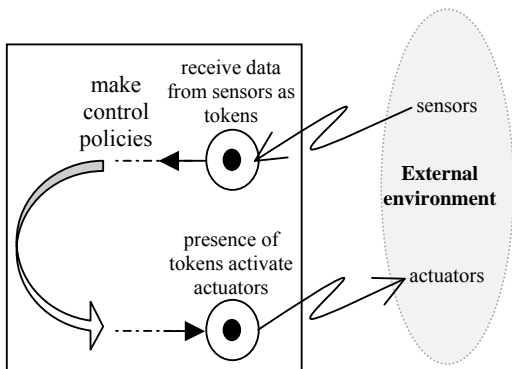 make
control
policies
receive data
from sensors as
tokens
sensors
External
environment
presence of
tokens activate
actuators
actuators